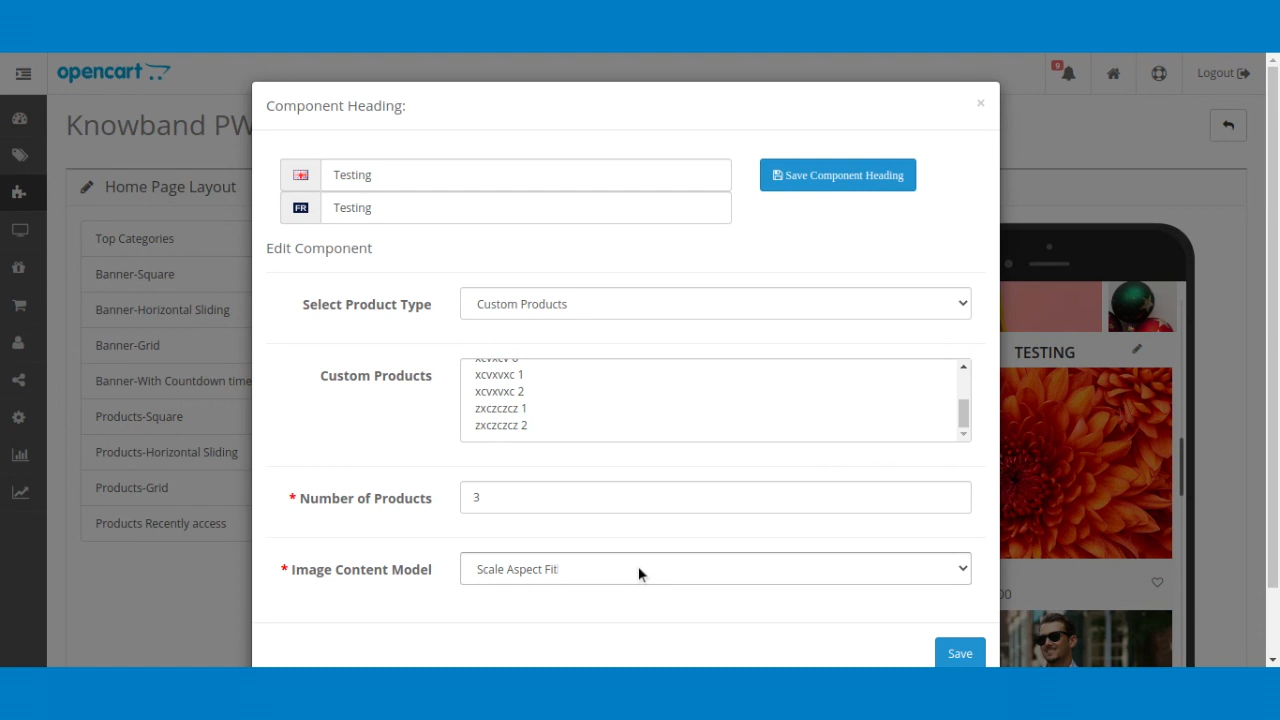 opencart
9
Logout
Knowband PW
Component Heading:
×
Testing
Save Component Heading
FR Testing
Home Page Layout
Edit Component
Top Categories
Banner-Square
Banner-Horizontal Sliding
Banner-Grid
Banner-With Countdown time
Products-Square
Products-Horizontal Sliding
Products-Grid
Products Recently access
Select Product Type
Custom Products
Custom Products
xcvxvxc 1
xcvxvxc 2
zxczczcz 1
zxczczcz 2
* Number of Products
3
* Image Content Model
Scale Aspect Fit
Save
TESTING
00